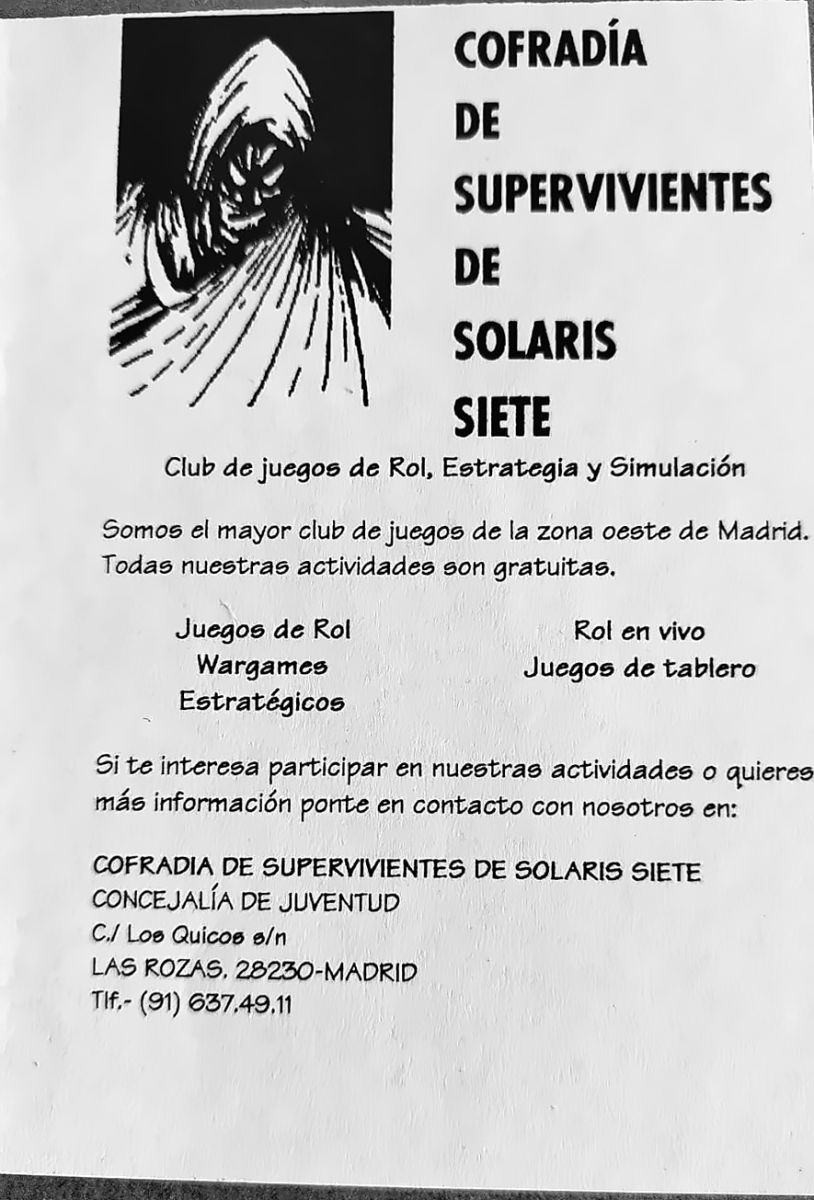 COFRADÍA
DE
SUPERVIVIENTES
DE
SOLARIS
SIETE
Club de juegos de Rol, Estrategia y Simulación
Somos el mayor club de juegos de la zona oeste de Madrid.
Todas nuestras actividades son gratuitas.
Juegos de Rol
Wargames
Estratégicos
Rol en vivo
Juegos de tablero
Si te interesa participar en nuestras actividades o quieres
más información ponte en contacto con nosotros en:
COFRADIA DE SUPERVIVIENTES DE SOLARIS SIETE
CONCEJALÍA DE JUVENTUD
C./ Los Quicos s/n
LAS ROZAS, 28230-MADRID
Tlf.- (91) 637.49.11